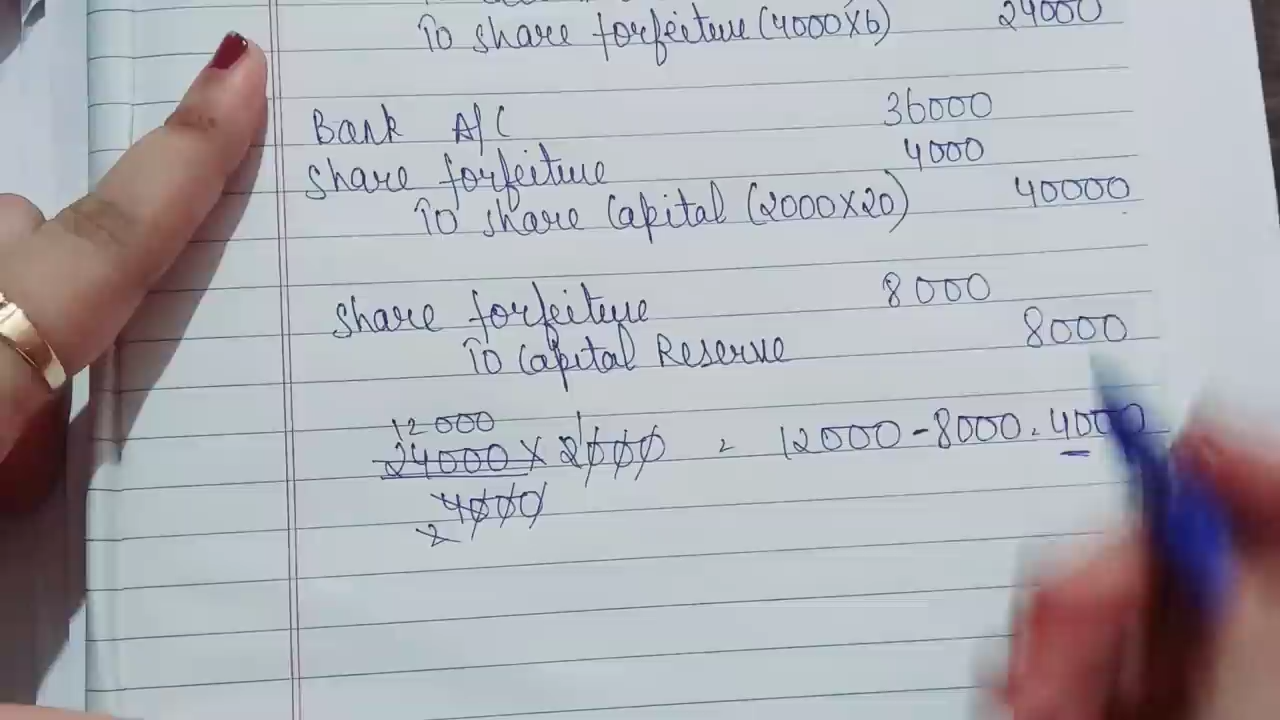 To share forfeiture (4000X6) 24000
Bank A/C 36000
Share forfeiture 4000
To share Capital (2000X20) 40000
Share forfeiture 8000
To Capital Reserve 8000
12000
24000 X 2000 = 12000 - 8000 = 4000
4000
2